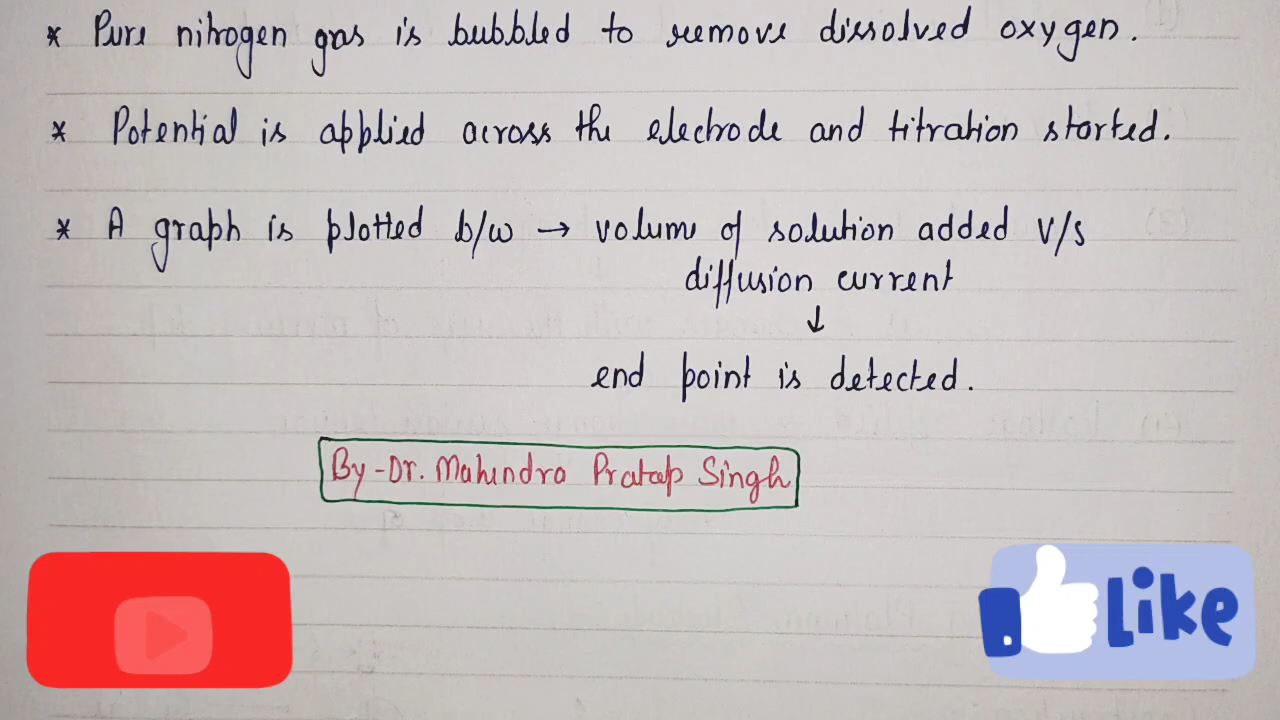 * Pure nitrogen gas is bubbled to remove dissolved oxygen.
* Potential is applied across the electrode and titration started.
* A graph is plotted b/w → volume of solution added v/s
diffusion current
↓
end point is detected.
By - Dr. Mahindra Pratap Singh
Like